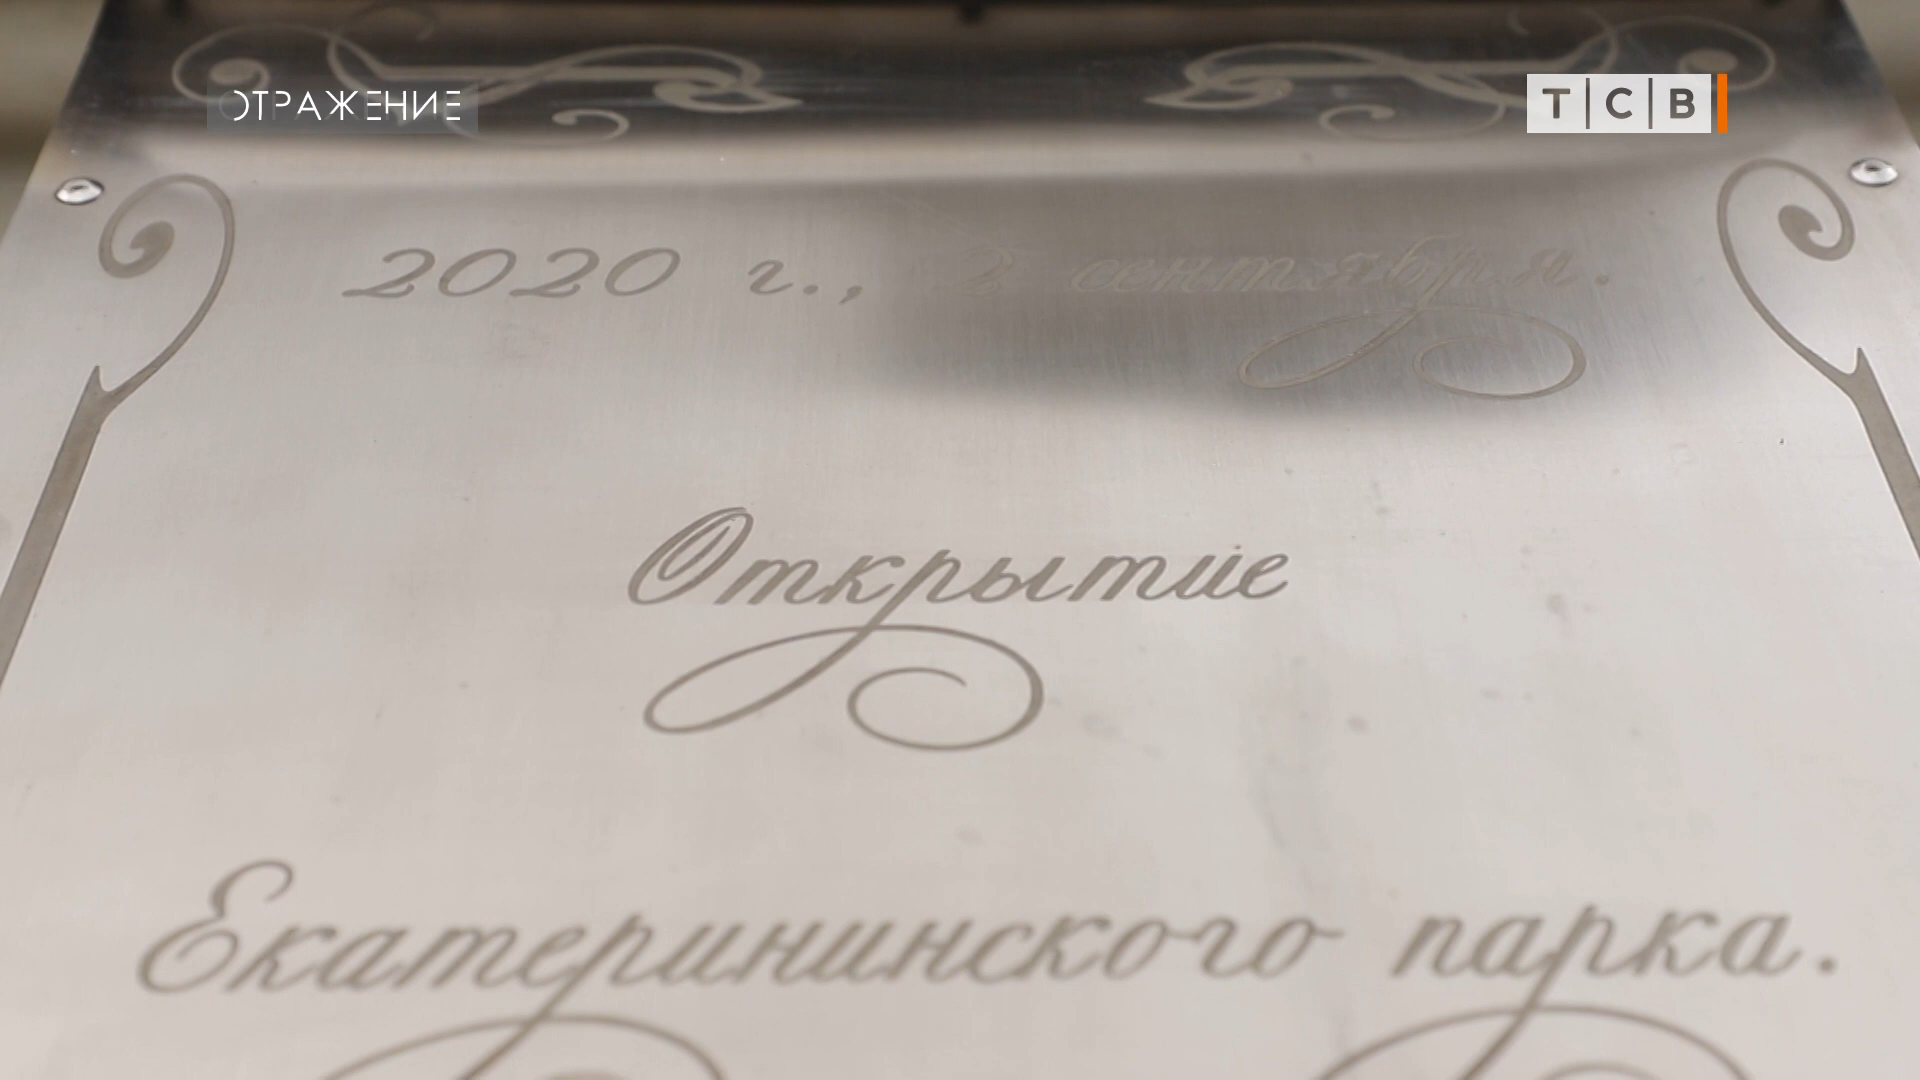 ОТРАЖЕНИЕ
ТСВ
2020 г., 2 сентября.
Открытие
Екатерининского парка.